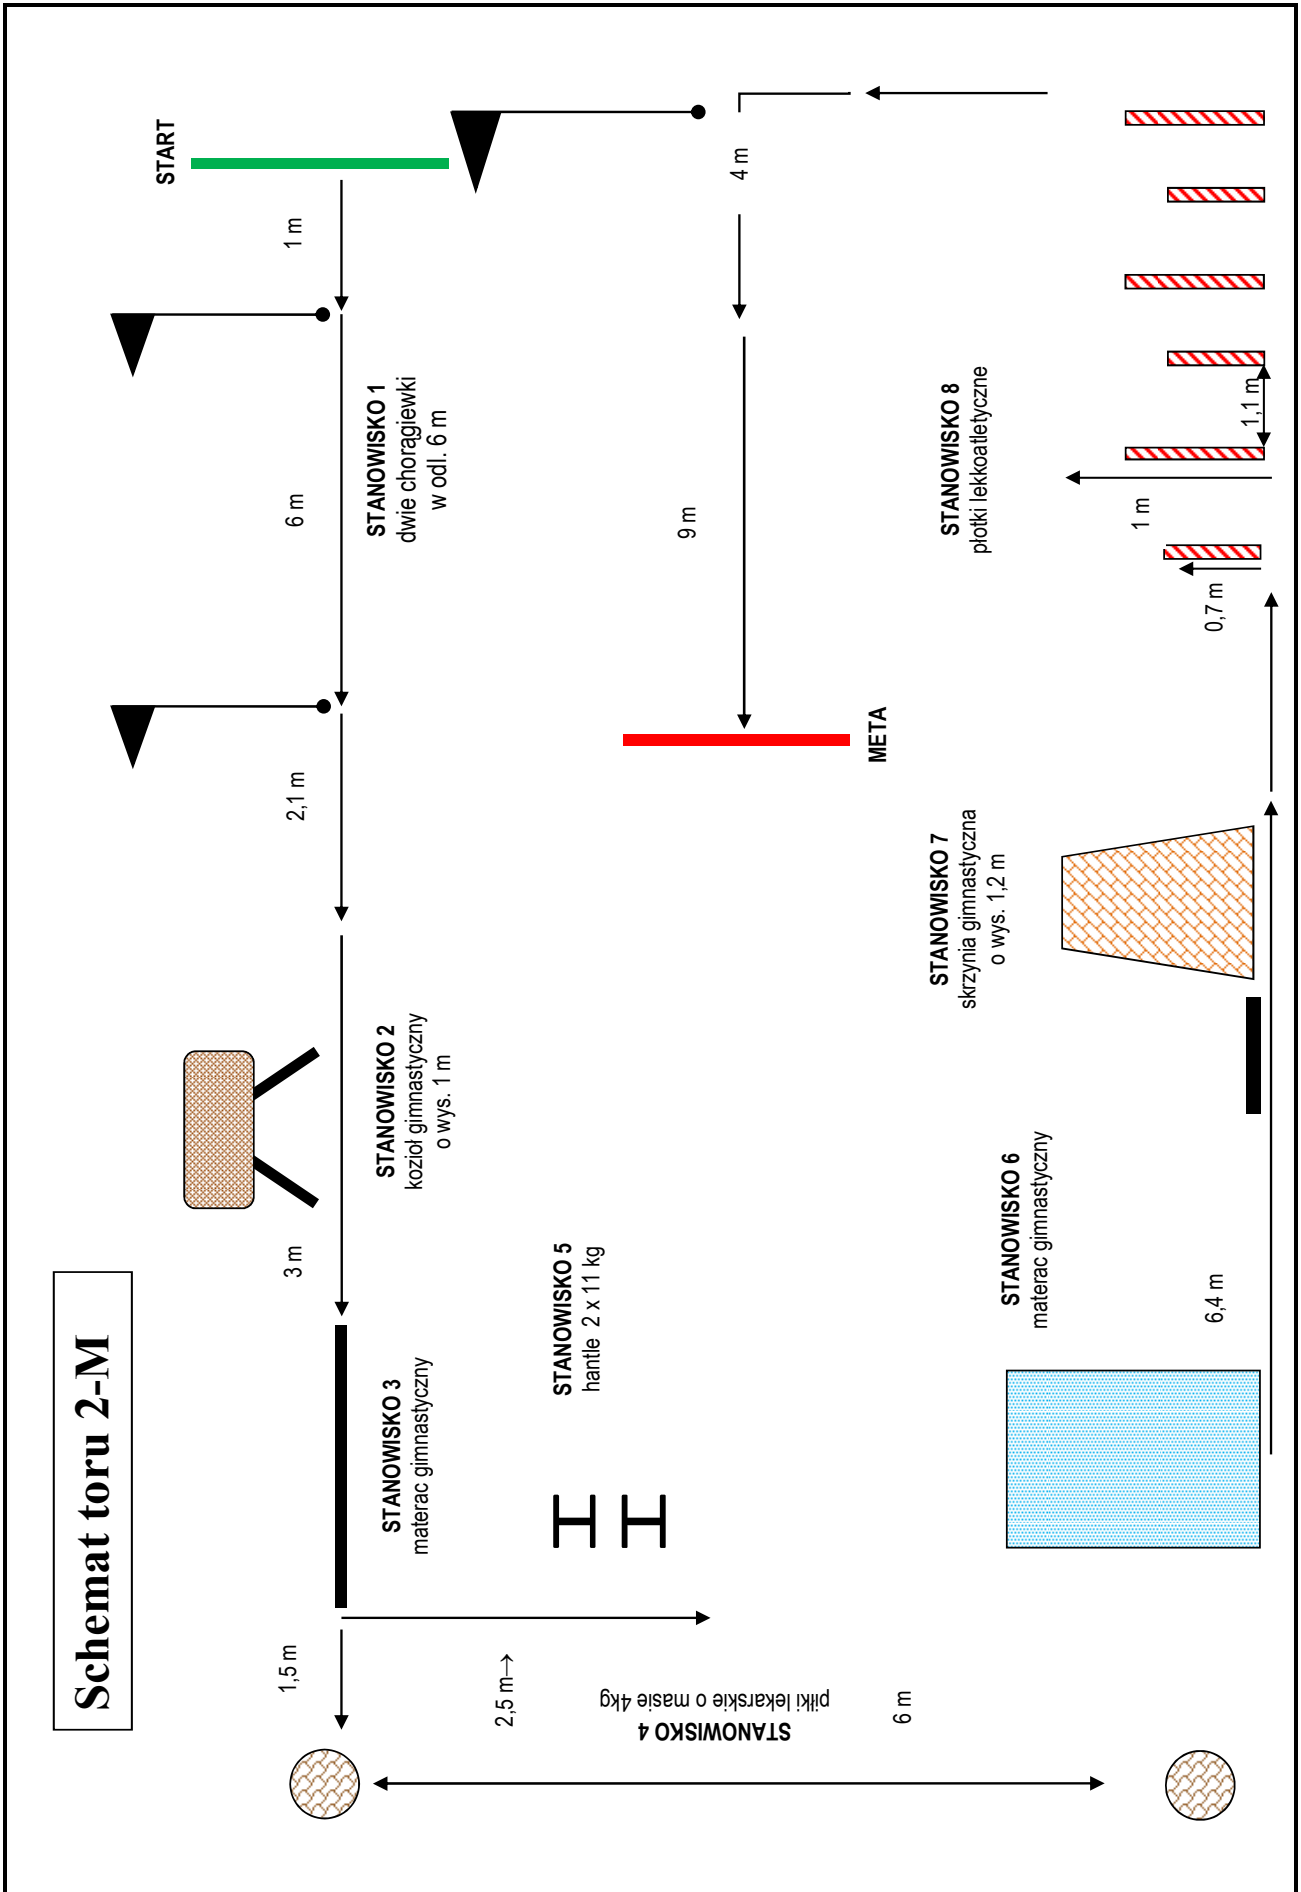 Schemat toru 2-M
START
1 m
6 m
STANOWISKO 1
dwie chorągiewki
w odl. 6 m
2,1 m
STANOWISKO 2
kozioł gimnastyczny
o wys. 1 m
3 m
STANOWISKO 3
materac gimnastyczny
1,5 m
2,5 m→
STANOWISKO 4
piłki lekarskie o masie 4kg
6 m
STANOWISKO 5
hantle 2 x 11 kg
STANOWISKO 6
materac gimnastyczny
6,4 m
STANOWISKO 7
skrzynia gimnastyczna
o wys. 1,2 m
STANOWISKO 8
płotki lekkoatletyczne
0,7 m
1 m
1,1 m
4 m
9 m
META